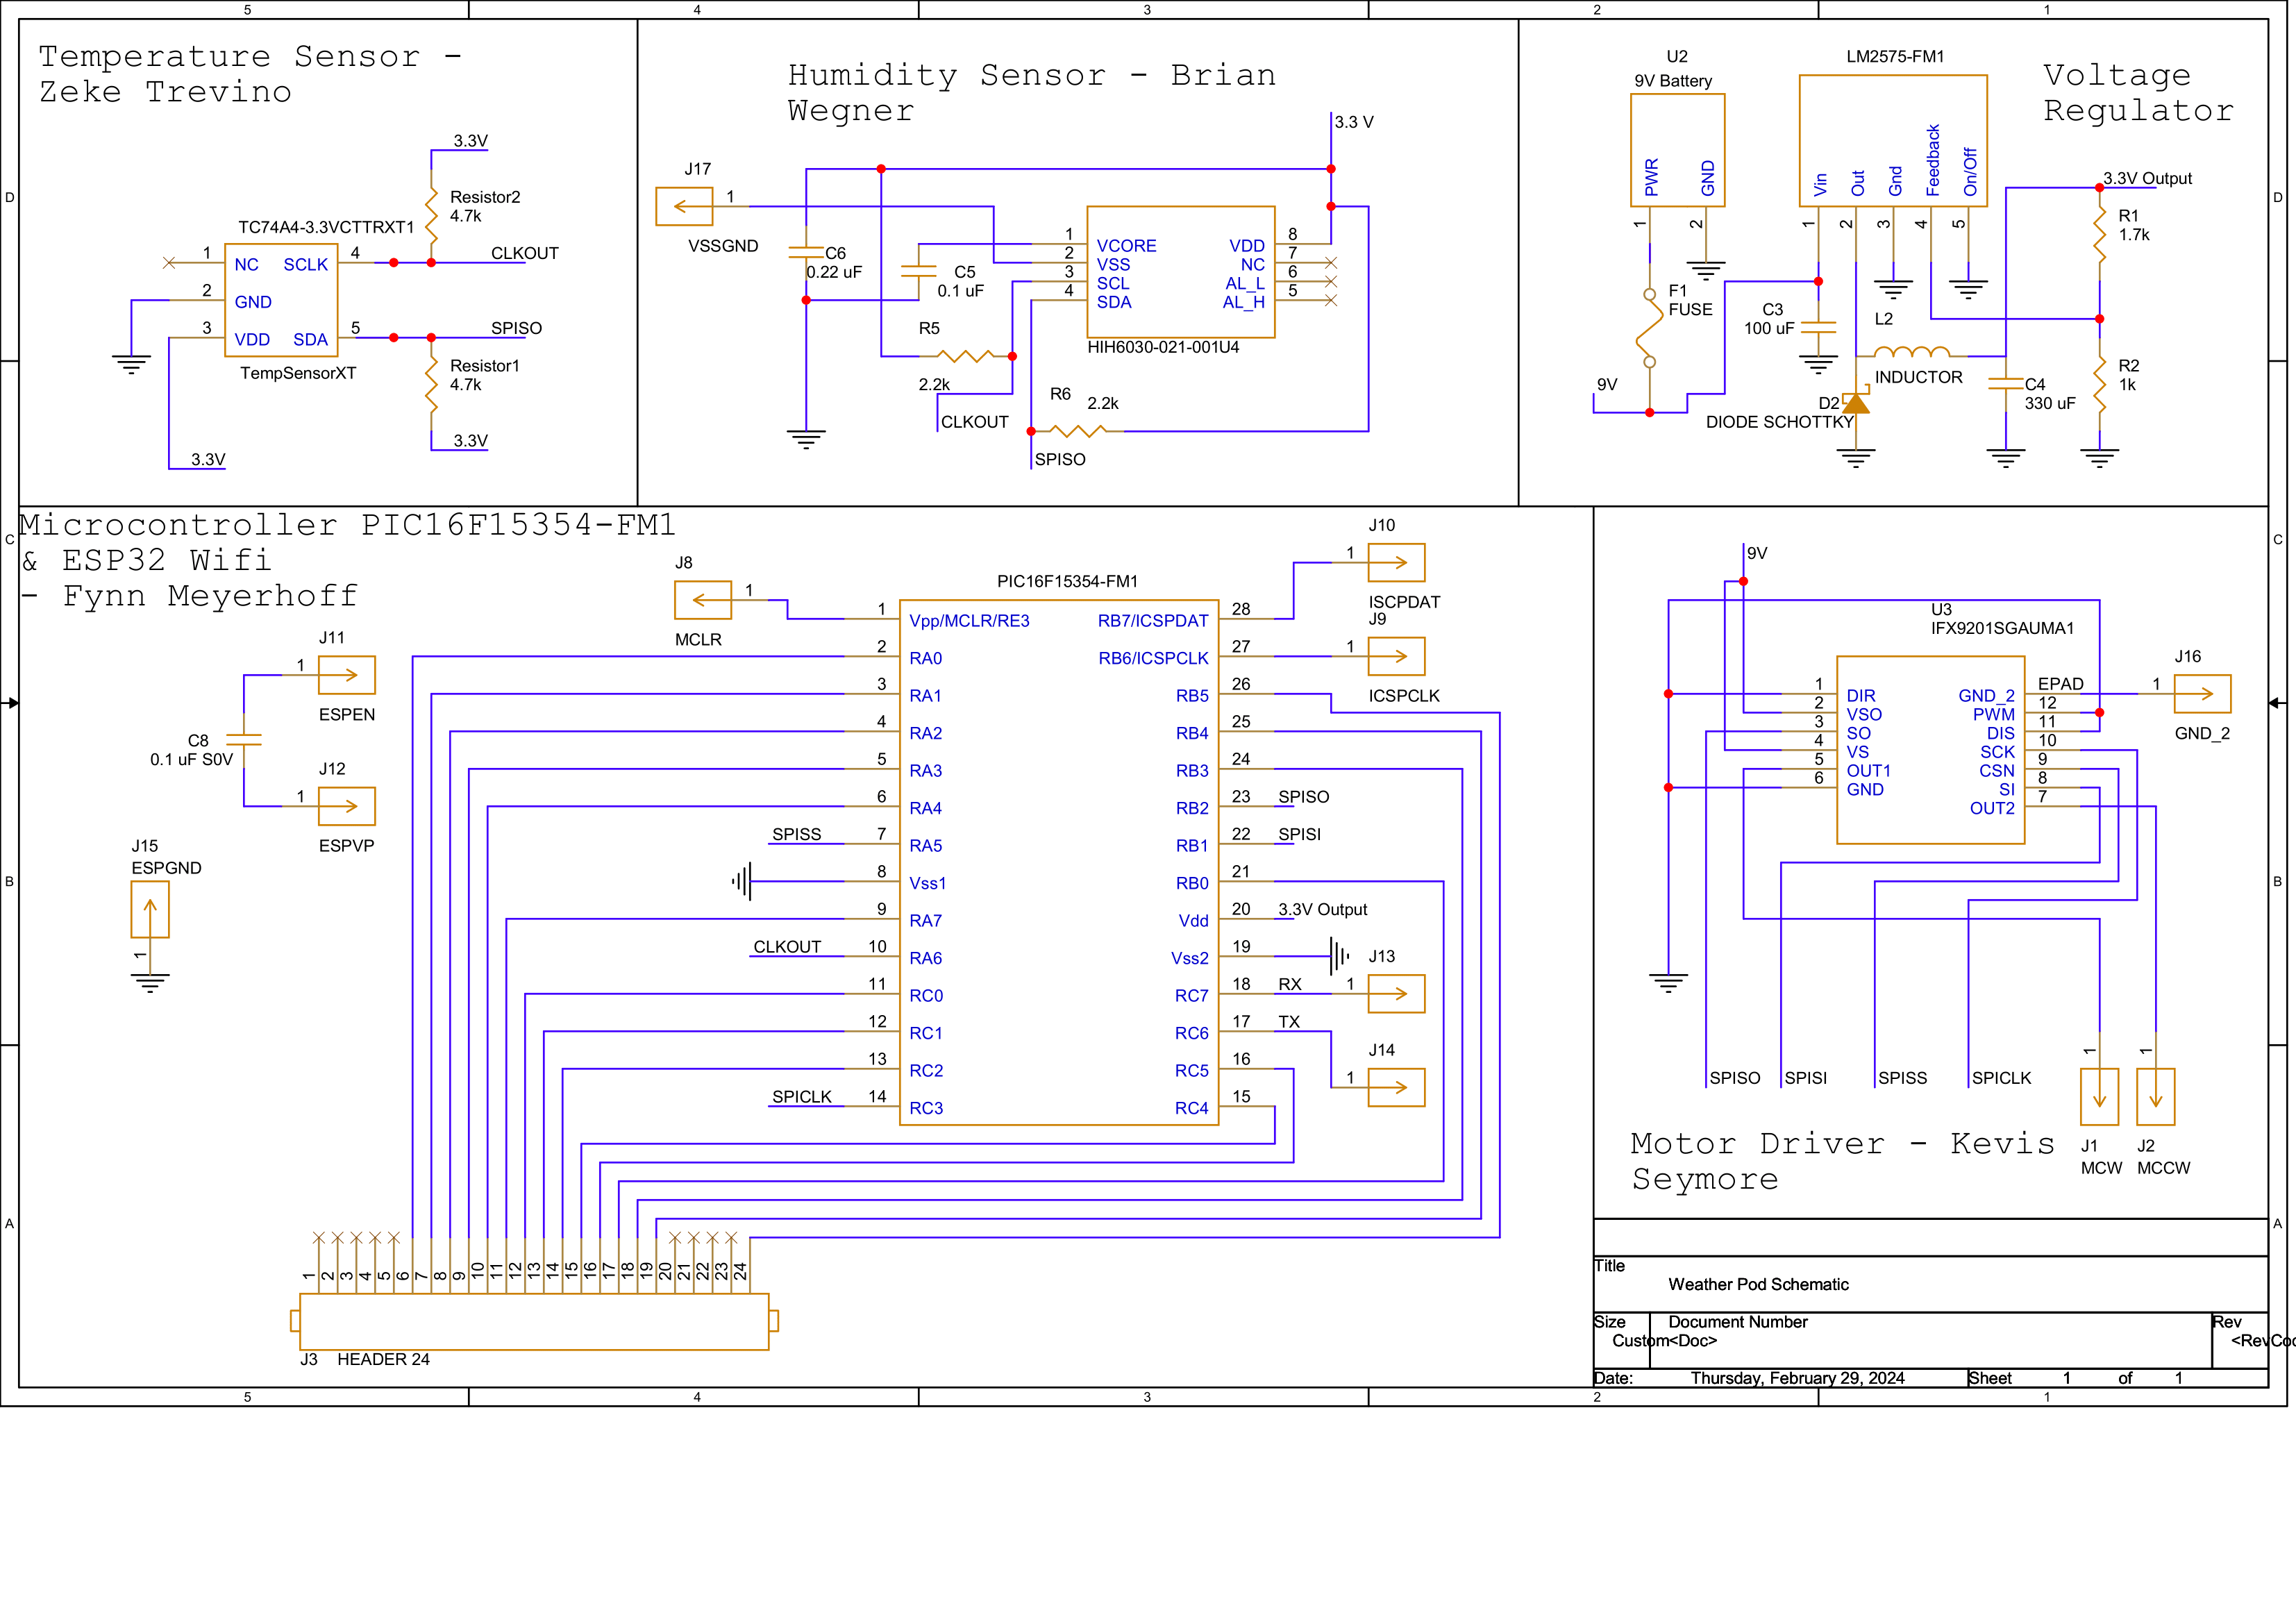 5
4
3
2
1
Temperature Sensor -
Zeke Trevino
3.3V
Resistor2
4.7k
TC74A4-3.3VCTTRXT1
1
NC
SCLK
4
CLKOUT
2
GND
3
VDD
SDA
5
SPISO
Resistor1
4.7k
TempSensorXT
3.3V
3.3V
Humidity Sensor - Brian
Wegner
3.3 V
J17
1
VSSGND
C6
0.22 uF
C5
0.1 uF
1
VCORE
VDD
8
2
VSS
NC
7
3
SCL
AL_L
6
4
SDA
AL_H
5
HIH6030-021-001U4
R5
2.2k
CLKOUT
R6
2.2k
SPISO
U2
9V Battery
PWR
GND
1
2
LM2575-FM1
Vin
Out
Gnd
Feedback
On/Off
1
2
3
4
5
Voltage
Regulator
3.3V Output
R1
1.7k
F1
FUSE
C3
100 uF
L2
INDUCTOR
R2
1k
9V
D2
DIODE SCHOTTKY
C4
330 uF
D
D
Microcontroller PIC16F15354-FM1
& ESP32 Wifi
- Fynn Meyerhoff
C
C
J8
1
MCLR
PIC16F15354-FM1
J10
1
ISCPDAT
J9
1
ICSPCLK
J11
1
ESPEN
C8
0.1 uF S0V
J12
1
ESPVP
J15
ESPGND
1
1
Vpp/MCLR/RE3
RB7/ICSPDAT
28
2
RA0
RB6/ICSPCLK
27
3
RA1
RB5
26
4
RA2
RB4
25
5
RA3
RB3
24
6
RA4
RB2
23
SPISO
SPISS
7
RA5
RB1
22
SPISI
8
Vss1
RB0
21
9
RA7
Vdd
20
3.3V Output
CLKOUT
10
RA6
Vss2
19
11
RC0
RC7
18
RX
J13
1
12
RC1
RC6
17
TX
13
RC2
RC5
16
J14
1
SPICLK
14
RC3
RC4
15
B
B
9V
U3
IFX9201SGAUMA1
1
DIR
GND_2
EPAD
2
VSO
PWM
12
3
SO
DIS
11
4
VS
SCK
10
5
OUT1
CSN
9
6
GND
SI
8
OUT2
7
J16
1
GND_2
SPISO
SPISI
SPISS
SPICLK
1
1
J1
MCW
J2
MCCW
Motor Driver - Kevis
Seymore
A
A
1
2
3
4
5
6
7
8
9
10
11
12
13
14
15
16
17
18
19
20
21
22
23
24
J3
HEADER 24
Title
Weather Pod Schematic
Size
Document Number
Rev
Custom
<Doc>
<RevCo
Date:
Thursday, February 29, 2024
Sheet
1
of
1
5
4
3
2
1